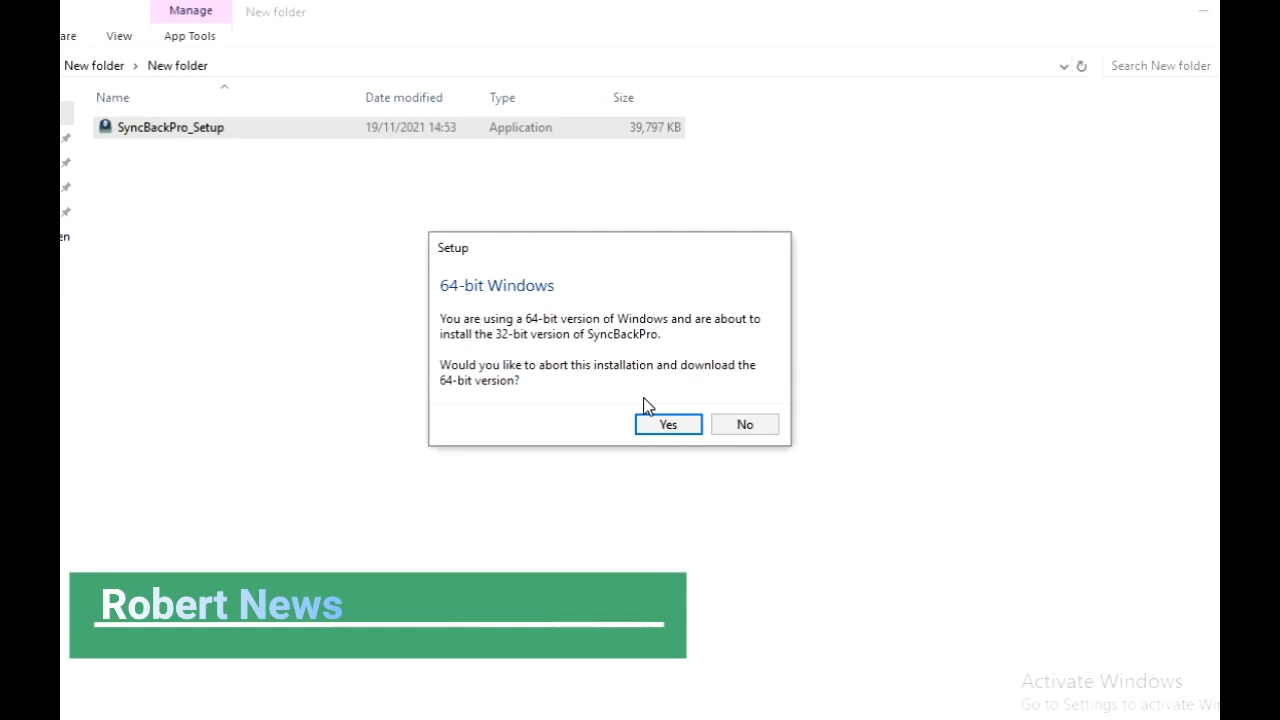 Manage New folder
are View App Tools
New folder › New folder Search New folder
Name Date modified Type Size
SyncBackPro_Setup 19/11/2021 14:53 Application 39,797 KB
en
Setup
64-bit Windows
You are using a 64-bit version of Windows and are about to
install the 32-bit version of SyncBackPro.
Would you like to abort this installation and download the
64-bit version?
Yes No
Robert News
Activate Windows
Go to Settings to activate Wi